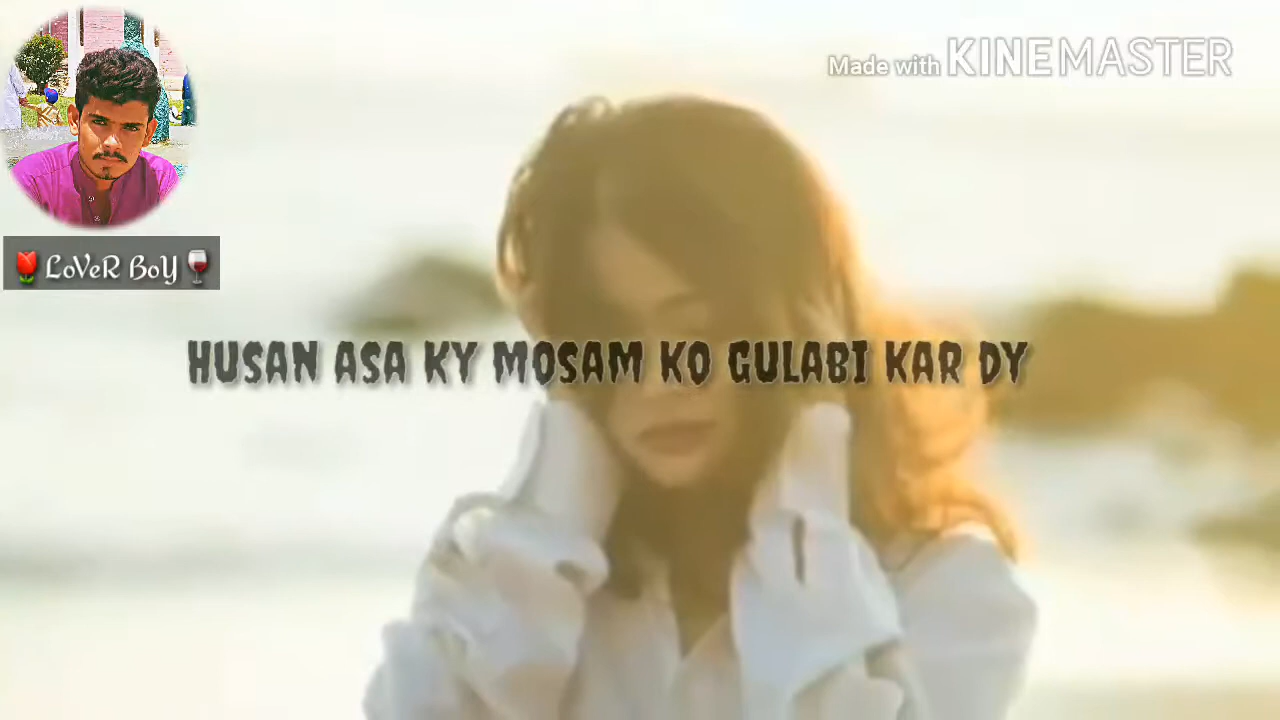 Made with KINEMASTER
🌷LoVeR BoY🍷
HUSAN ASA KY MOSAM KO GULABI KAR DY